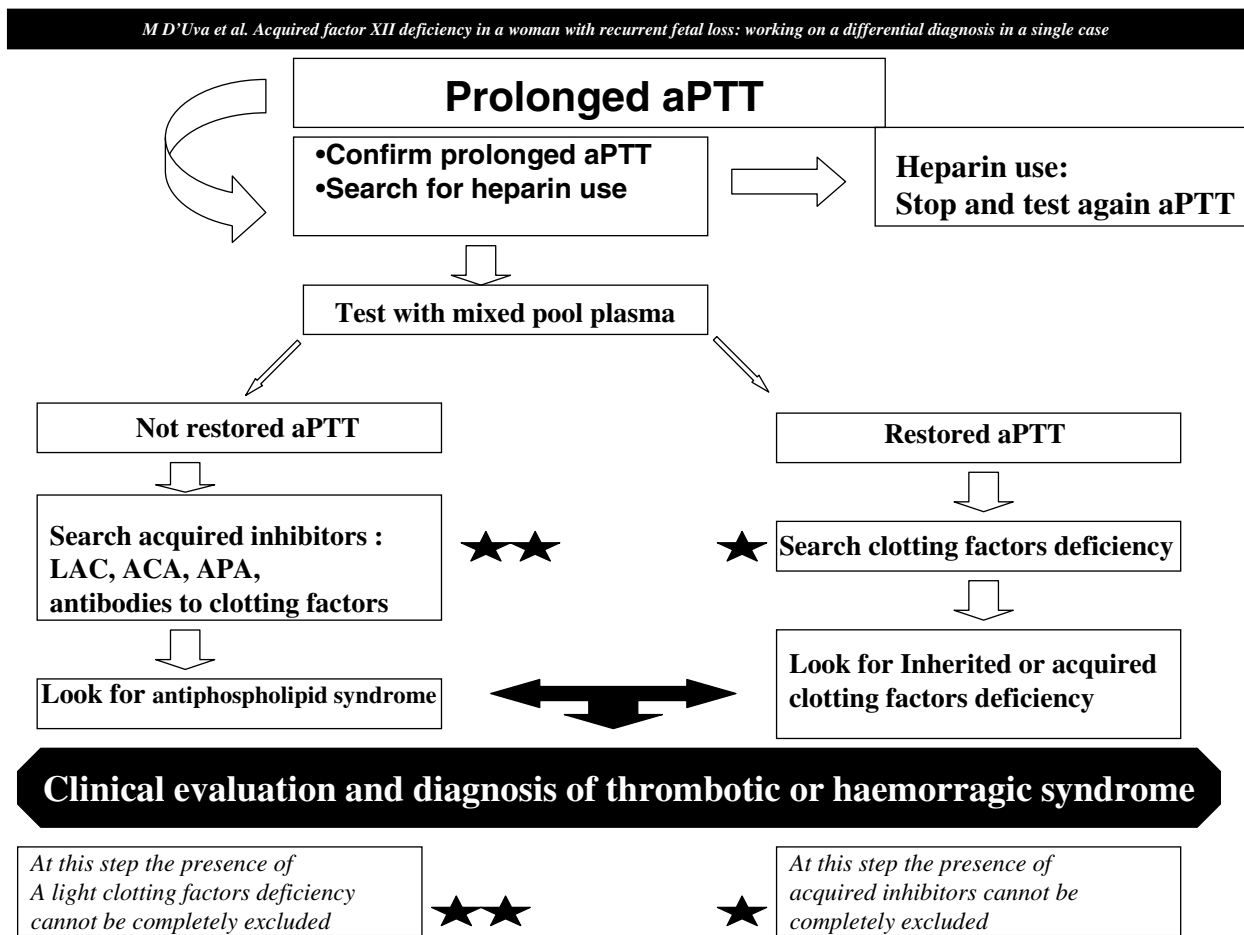 M D'Uva et al. Acquired factor XII deficiency in a woman with recurrent fetal loss: working on a differential diagnosis in a single case
Prolonged aPTT
•Confirm prolonged aPTT
•Search for heparin use
Heparin use:
Stop and test again aPTT
Test with mixed pool plasma
Not restored aPTT
Restored aPTT
Search acquired inhibitors :
LAC, ACA, APA,
antibodies to clotting factors
Search clotting factors deficiency
Look for antiphospholipid syndrome
Look for Inherited or acquired
clotting factors deficiency
Clinical evaluation and diagnosis of thrombotic or haemorragic syndrome
At this step the presence of
A light clotting factors deficiency
cannot be completely excluded
At this step the presence of
acquired inhibitors cannot be
completely excluded